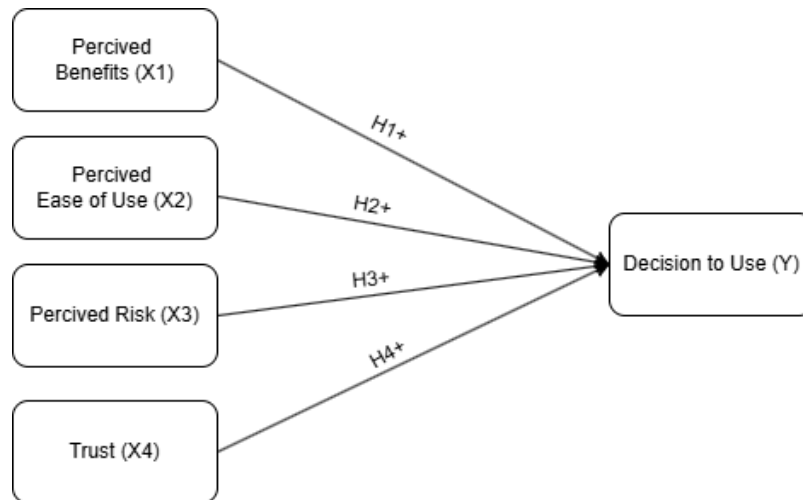 Percived
Benefits (X1)
H1+
Percived
Ease of Use (X2)
H2+
Decision to Use (Y)
Percived Risk (X3)
H3+
H4+
Trust (X4)